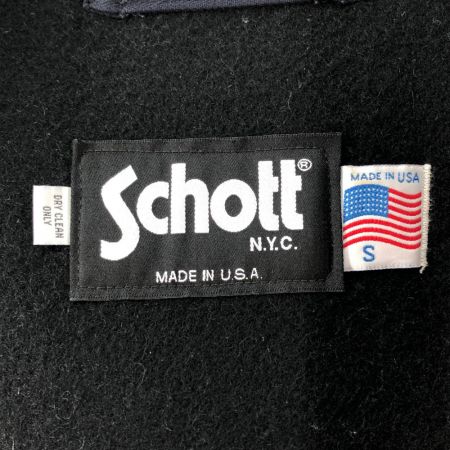 DRY CLEAN
ONLY
Schott®
N.Y.C.
MADE IN U.S.A.
MADE IN USA
S